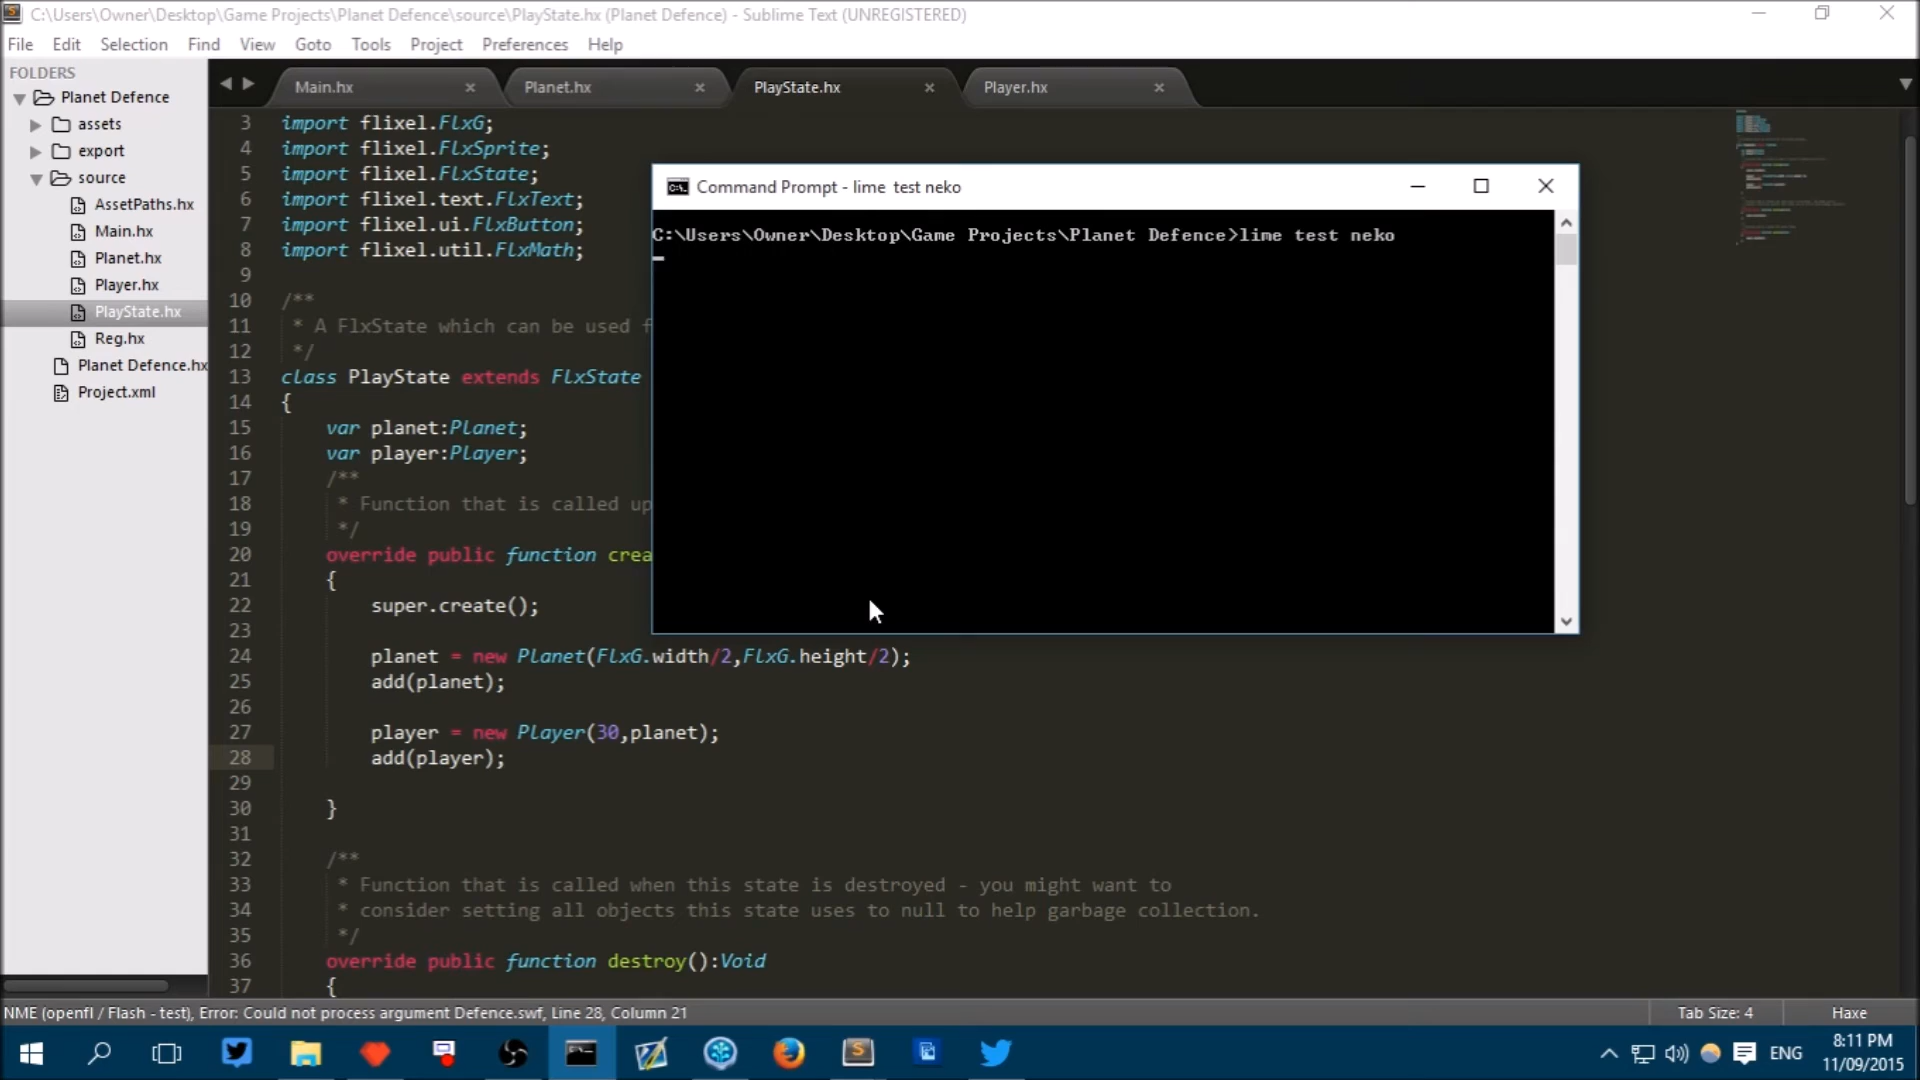 C:\Users\Owner\Desktop\Game Projects\Planet Defence\source\PlayState.hx (Planet Defence) - Sublime Text (UNREGISTERED)
File Edit Selection Find View Goto Tools Project Preferences Help
FOLDERS
Planet Defence
assets
export
source
AssetPaths.hx
Main.hx
Planet.hx
Player.hx
PlayState.hx
Reg.hx
Planet Defence.hx
Project.xml
Main.hx Planet.hx PlayState.hx Player.hx
3 import flixel.FlxG;
4 import flixel.FlxSprite;
5 import flixel.FlxState;
6 import flixel.text.FlxText;
7 import flixel.ui.FlxButton;
8 import flixel.util.FlxMath;
9
10 /**
11 * A FlxState which can be used f
12 */
13 class PlayState extends FlxState
14 {
15 var planet:Planet;
16 var player:Player;
17 /**
18 * Function that is called up
19 */
20 override public function crea
21 {
22 super.create();
23
24 planet = new Planet(FlxG.width/2,FlxG.height/2);
25 add(planet);
26
27 player = new Player(30,planet);
28 add(player);
29
30 }
31
32 /**
33 * Function that is called when this state is destroyed - you might want to
34 * consider setting all objects this state uses to null to help garbage collection.
35 */
36 override public function destroy():Void
37 {
Command Prompt - lime test neko
C:\Users\Owner\Desktop\Game Projects\Planet Defence>lime test neko
NME (openfl / Flash - test), Error: Could not process argument Defence.swf, Line 28, Column 21
Tab Size: 4 Haxe
ENG
8:11 PM
11/09/2015